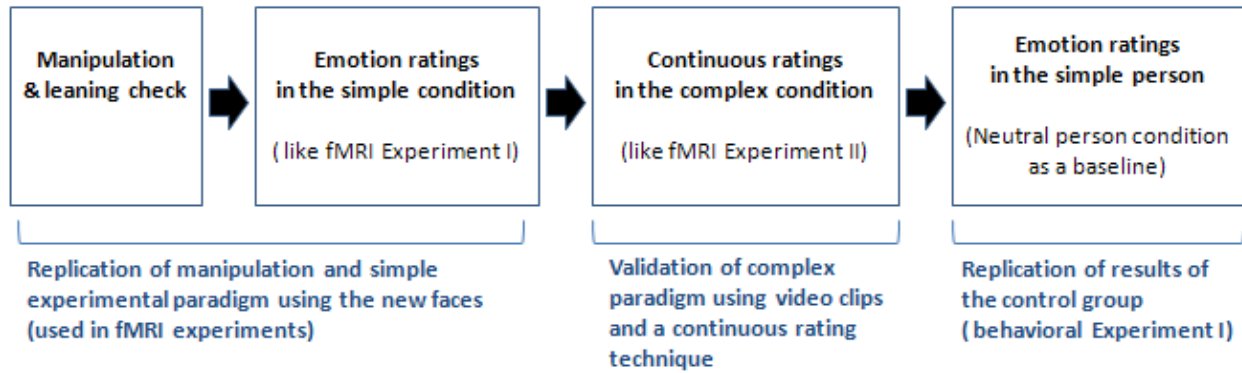 Manipulation
& leaning check
Emotion ratings
in the simple condition
( like fMRI Experiment I)
Continuous ratings
in the complex condition
(like fMRI Experiment II)
Emotion ratings
in the simple person
(Neutral person condition
as a baseline)
Replication of manipulation and simple
experimental paradigm using the new faces
(used in fMRI experiments)
Validation of complex
paradigm using video clips
and a continuous rating
technique
Replication of results of
the control group
( behavioral Experiment I)